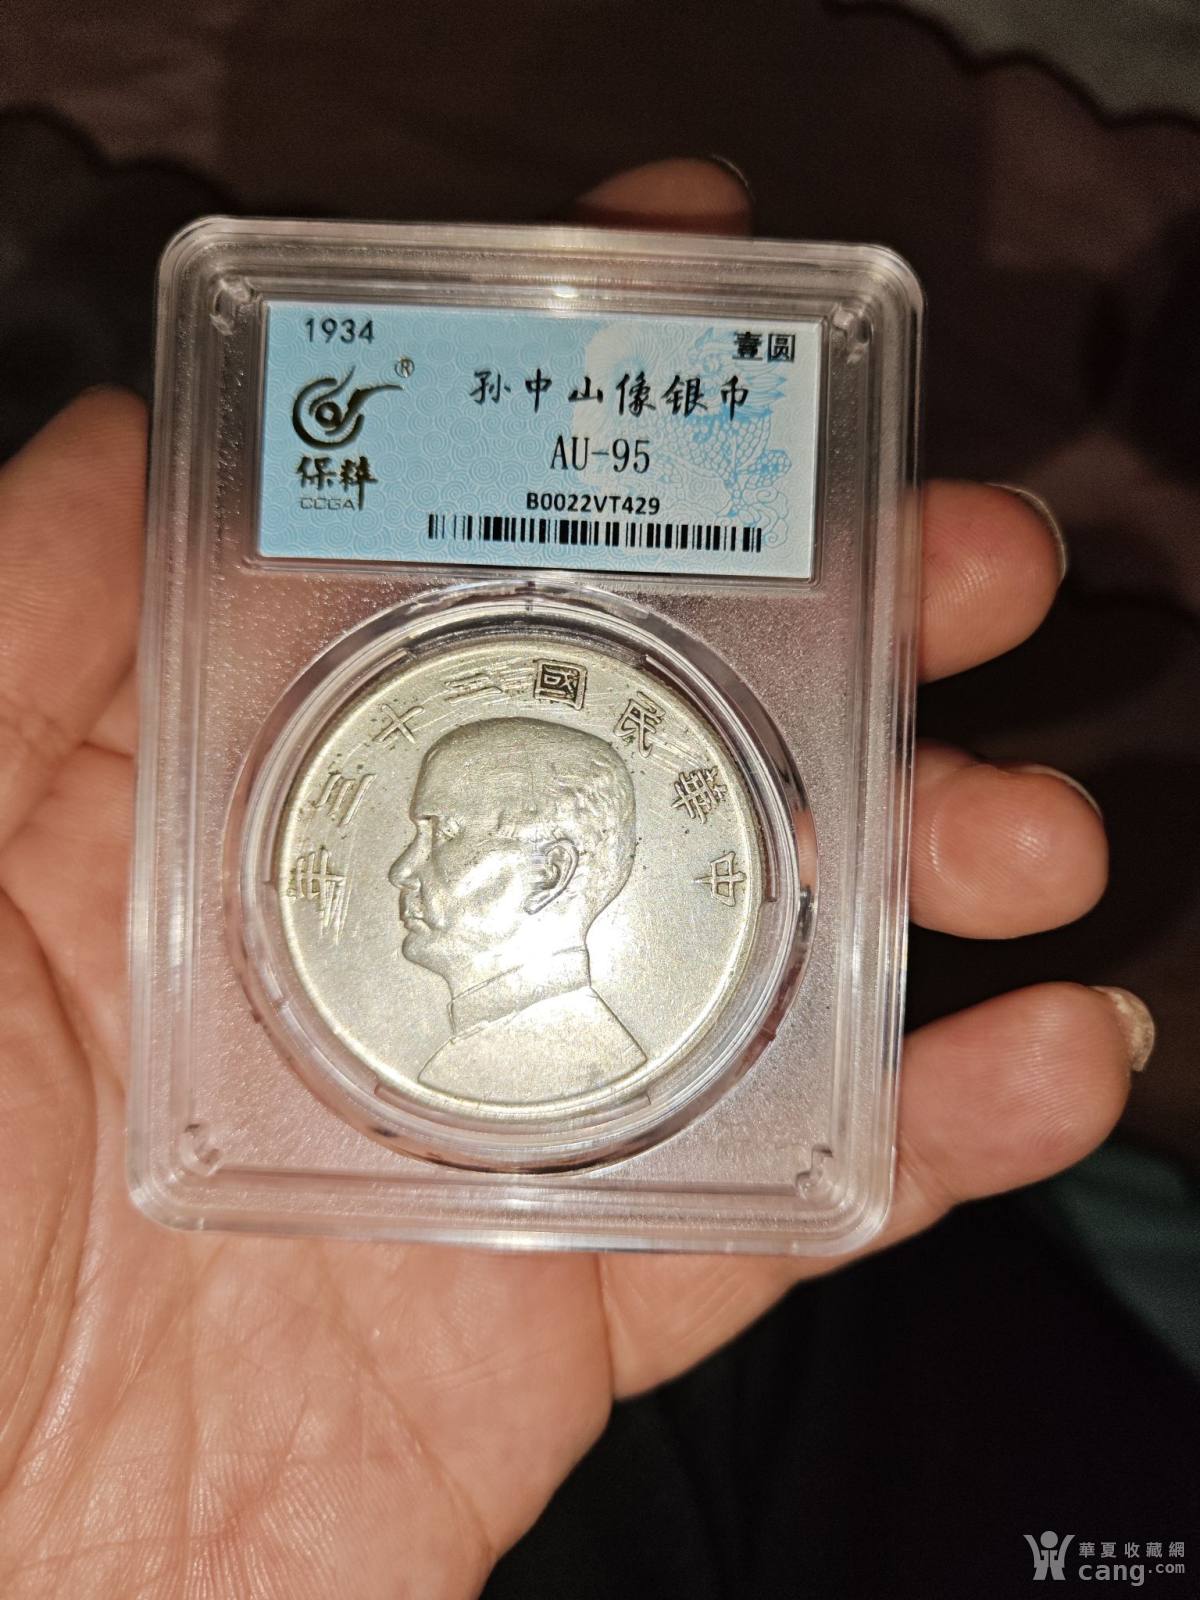 1934
壹圆
®
孙中山像银币
保粹
CCGA
AU-95
B0022VT429
年三十二國民華中
華夏收藏網
cang.com